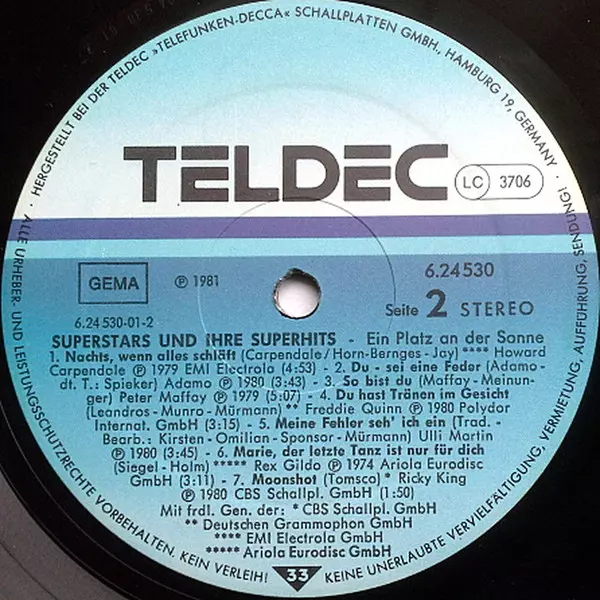 HERGESTELLT BEI DER TELDEC »TELEFUNKEN-DECCA« SCHALLPLATTEN GMBH., HAMBURG 19, GERMANY ·
TELDEC
LC 3706
GEMA
℗ 1981
6.24530
6.24 530-01-2
Seite 2 STEREO
SUPERSTARS UND IHRE SUPERHITS - Ein Platz an der Sonne
1. Nachts, wenn alles schläft (Carpendale/Horn-Bernges-Jay) **** Howard
Carpendale ℗ 1979 EMI Electrola (4:53) - 2. Du - sei eine Feder (Adamo-
dt. T.: Spieker) Adamo ℗ 1980 (3:43) - 3. So bist du (Maffay-Meinun-
ger) Peter Maffay ℗ 1979 (5:07) - 4. Du hast Tränen im Gesicht
(Leandros-Munro-Mürmann)** Freddie Quinn ℗ 1980 Polydor
Internat. GmbH (3:15) - 5. Meine Fehler seh' ich ein (Trad. -
Bearb.: Kirsten-Omilian-Sponsor-Mürmann) Ulli Martin
℗ 1980 (3:45) - 6. Marie, der letzte Tanz ist nur für dich
(Siegel-Holm) ***** Rex Gildo ℗ 1974 Ariola Eurodisc
GmbH (3:11) - 7. Moonshot (Tomsco) * Ricky King
℗ 1980 CBS Schallpl. GmbH (1:50)
Mit frdl. Gen. der: * CBS Schallpl. GmbH
** Deutschen Grammophon GmbH
**** EMI Electrola GmbH
***** Ariola Eurodisc GmbH
33
ALLE URHEBER- UND LEISTUNGSSCHUTZRECHTE VORBEHALTEN. KEIN VERLEIH! KEINE UNERLAUBTE VERVIELFÄLTIGUNG, VERMIETUNG, AUFFÜHRUNG, SENDUNG!